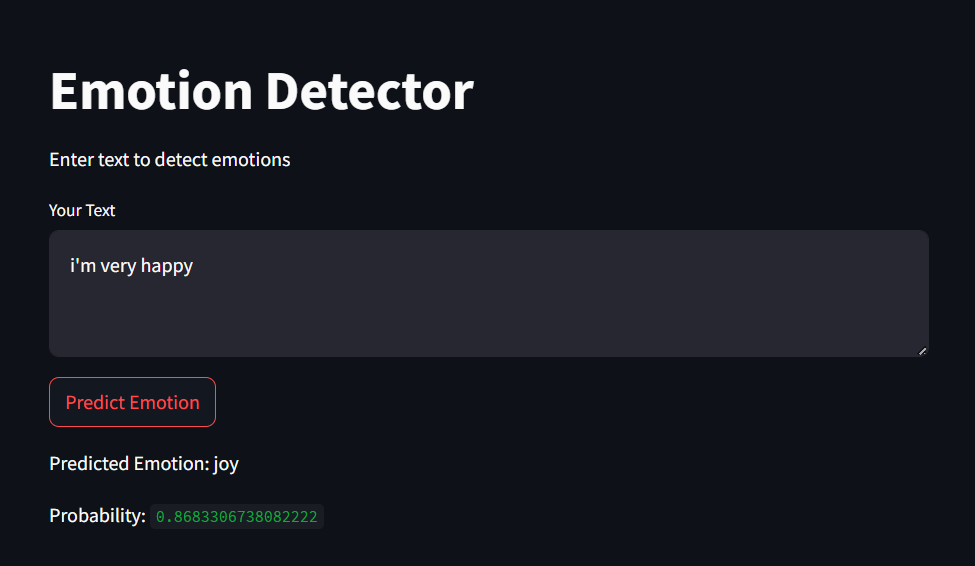 Emotion Detector
Enter text to detect emotions
Your Text
i'm very happy
Predict Emotion
Predicted Emotion: joy
Probability: 0.8683306738082222